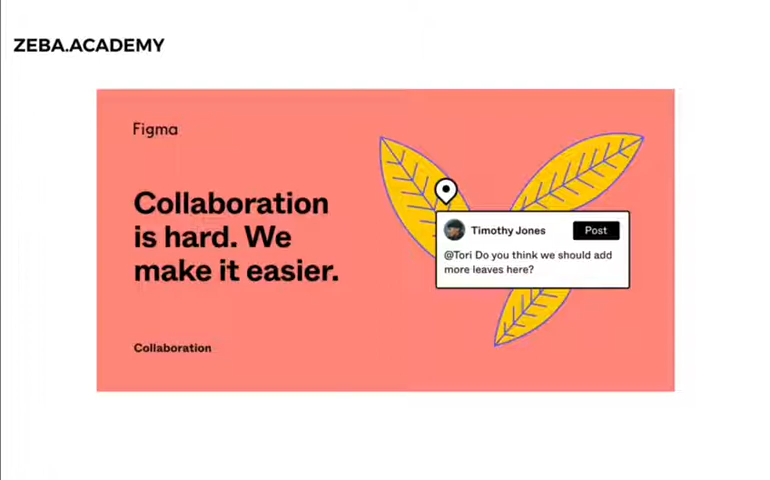 ZEBA.ACADEMY
Figma
Collaboration
is hard. We
make it easier.
Timothy Jones
Post
@Tori Do you think we should add
more leaves here?
Collaboration